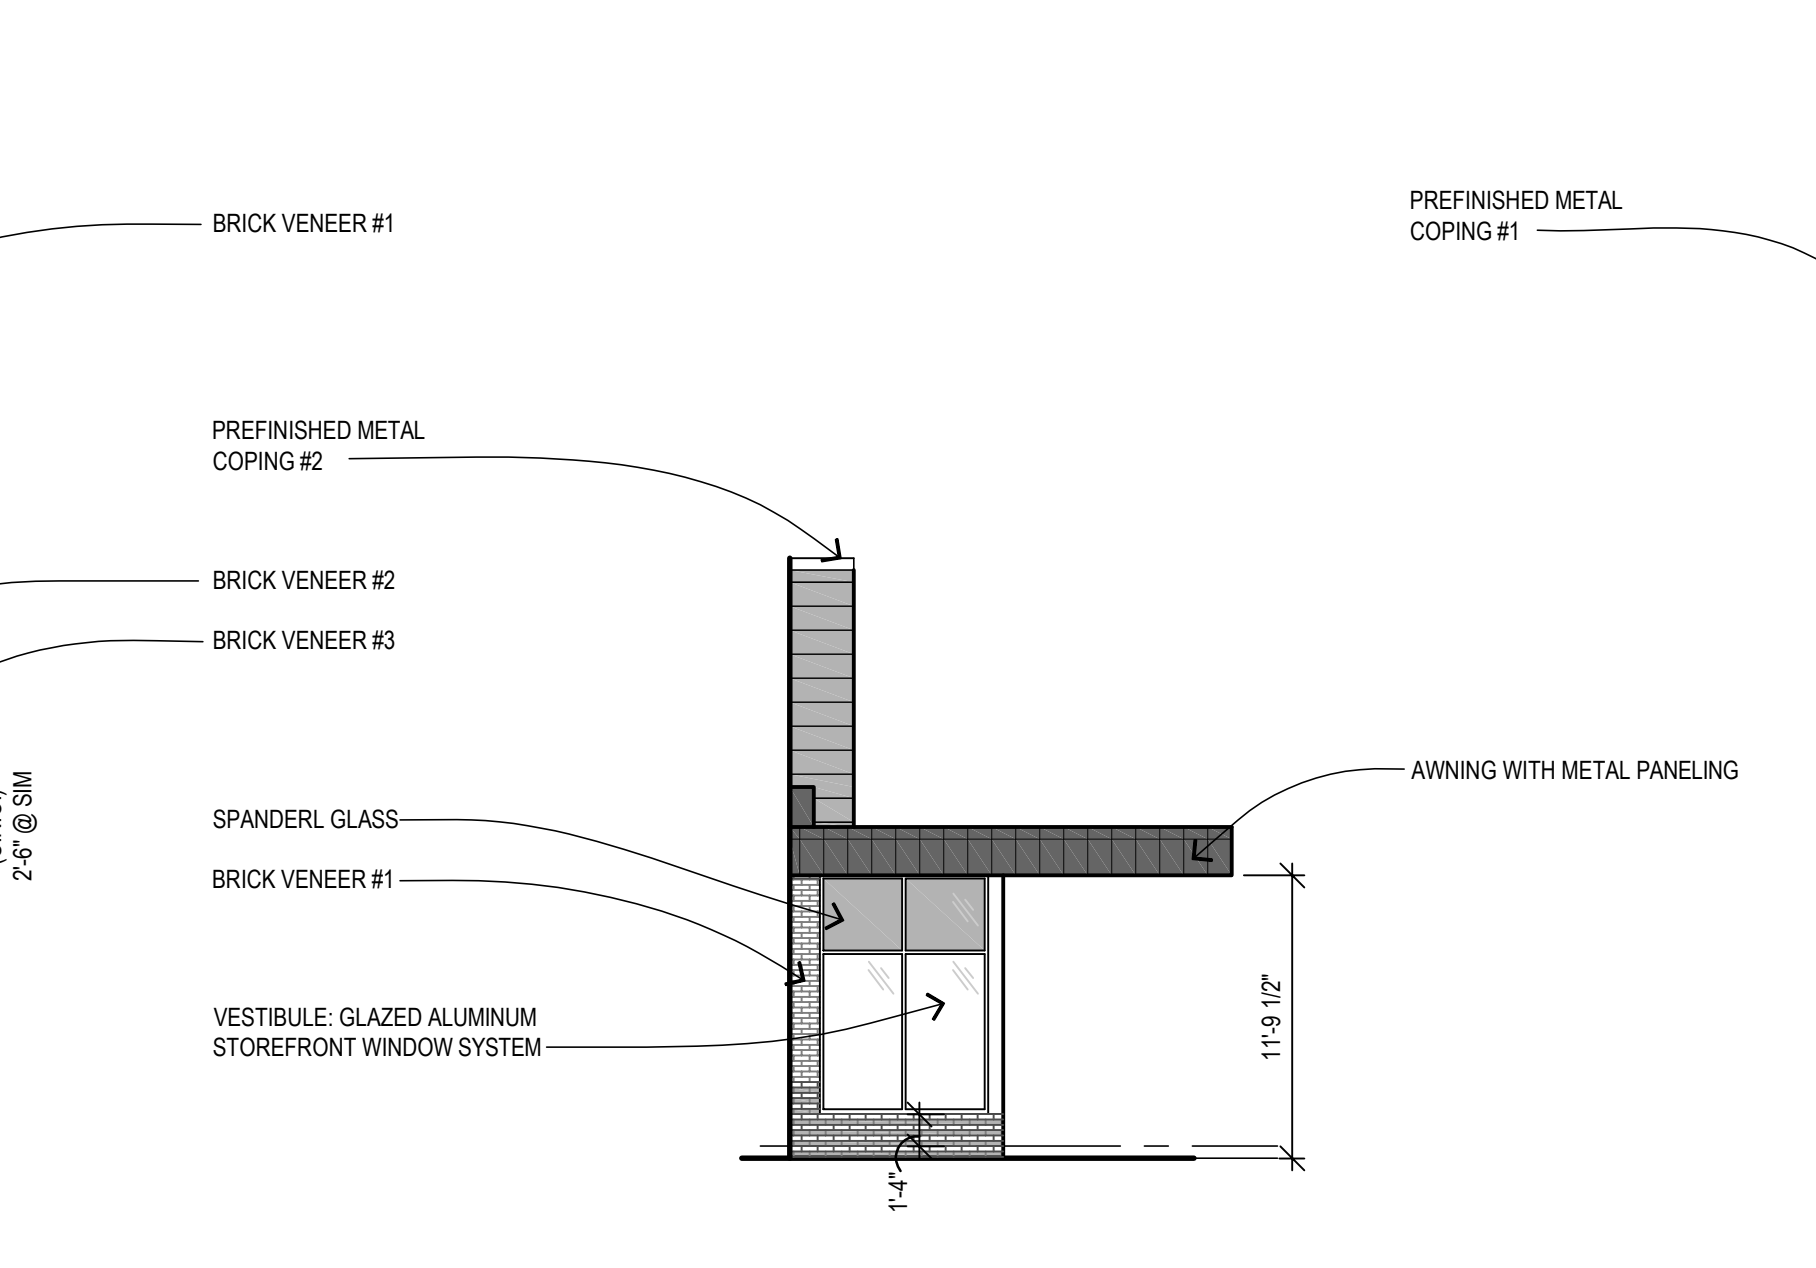 BRICK VENEER #1
PREFINISHED METAL
COPING #1
PREFINISHED METAL
COPING #2
BRICK VENEER #2
BRICK VENEER #3
2'-6" @ SIM
AWNING WITH METAL PANELING
SPANDERL GLASS
BRICK VENEER #1
VESTIBULE: GLAZED ALUMINUM
STOREFRONT WINDOW SYSTEM
11'-9 1/2"
1'-4"